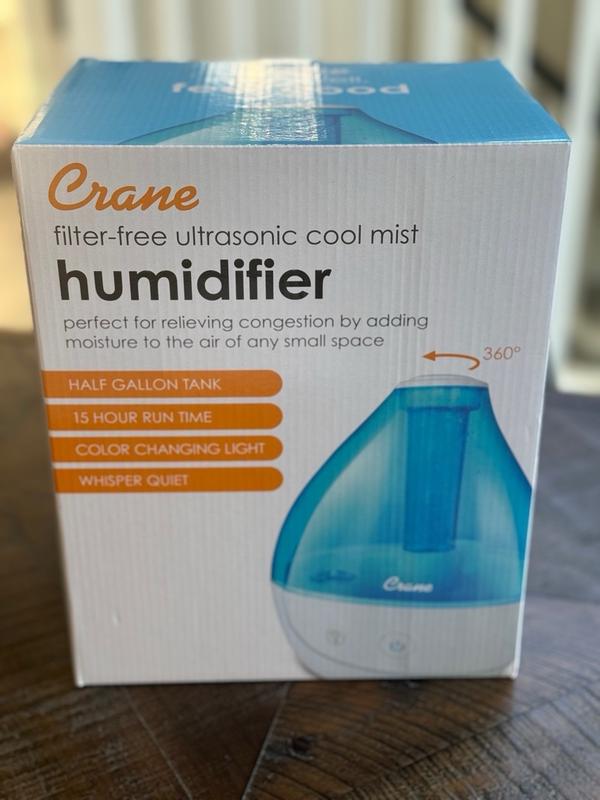 Crane
filter-free ultrasonic cool mist
humidifier
perfect for relieving congestion by adding
moisture to the air of any small space
360°
HALF GALLON TANK
15 HOUR RUN TIME
COLOR CHANGING LIGHT
WHISPER QUIET
Crane